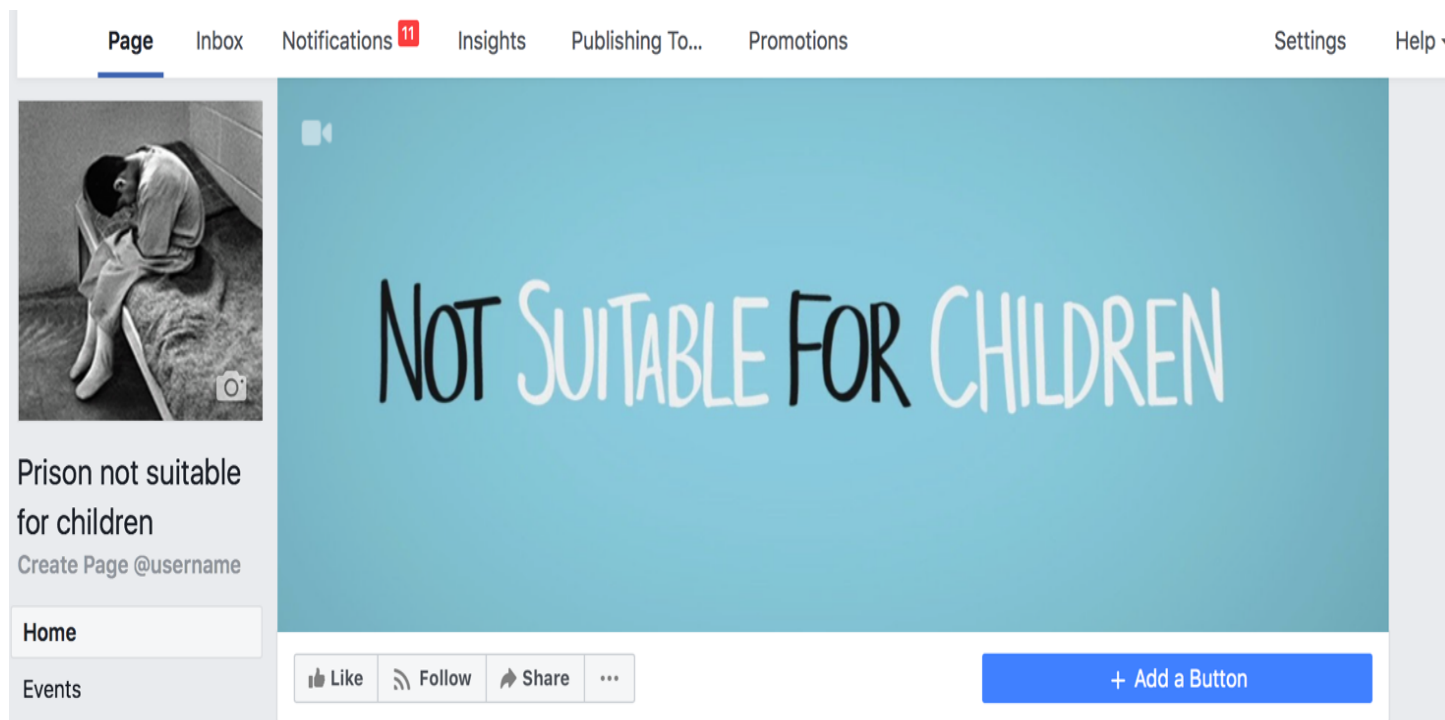 Page Inbox Notifications 11 Insights Publishing To... Promotions Settings Help
NOT SUITABLE FOR CHILDREN
Prison not suitable
for children
Create Page @username
Home
Events
Like Follow Share ...
+ Add a Button